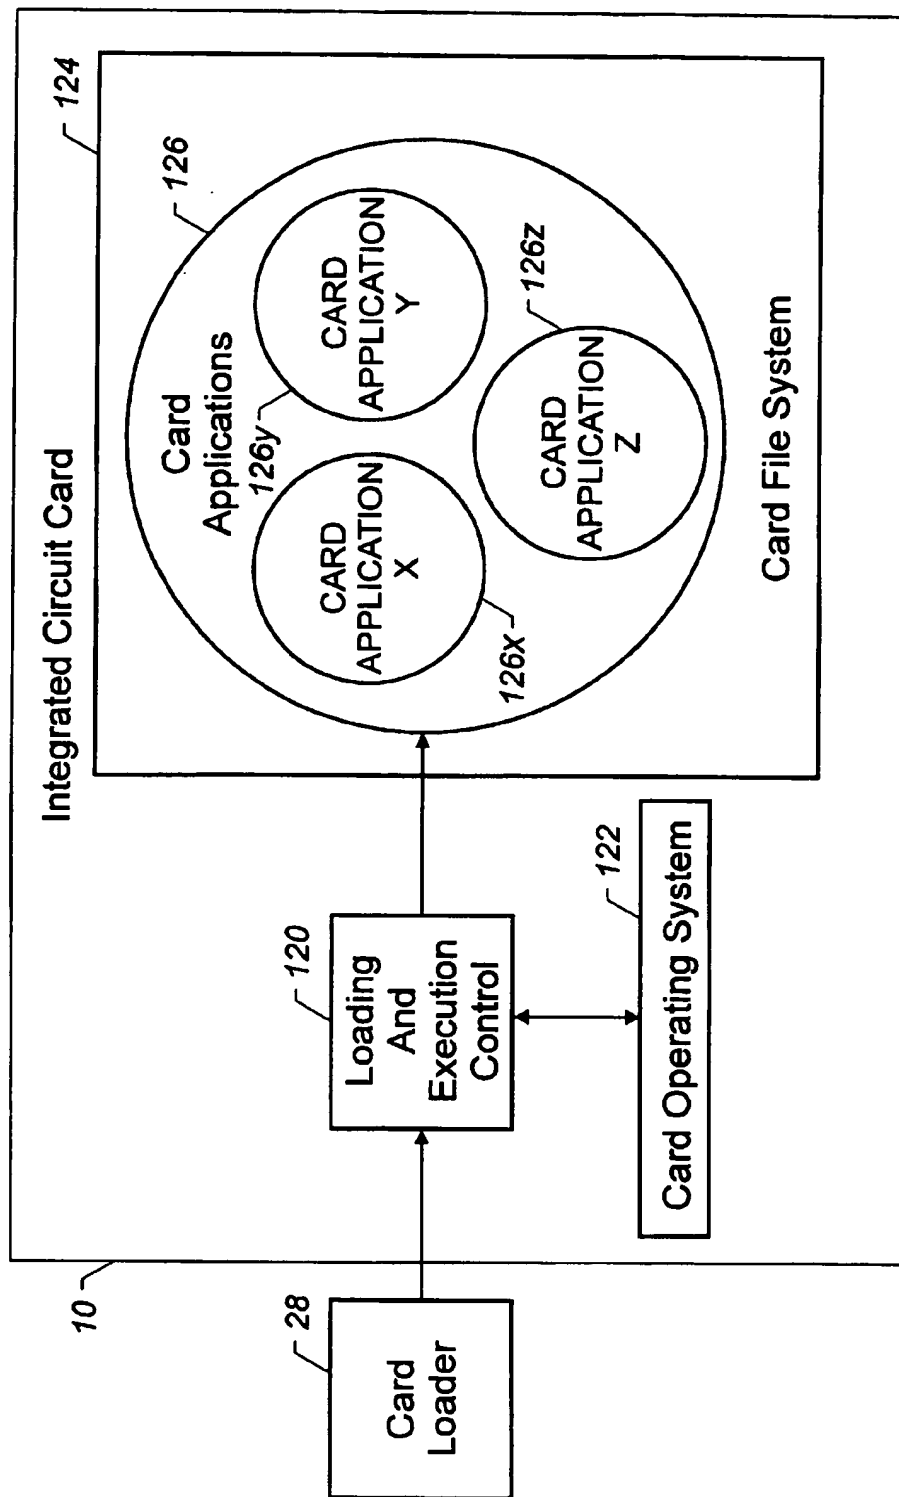 Integrated Circuit Card
10
Card
Loader
28
Loading
And
Execution
Control
120
Card Operating System
122
124
126
Card
Applications
CARD
APPLICATION
X
126x
CARD
APPLICATION
Y
126y
CARD
APPLICATION
Z
126z
Card File System